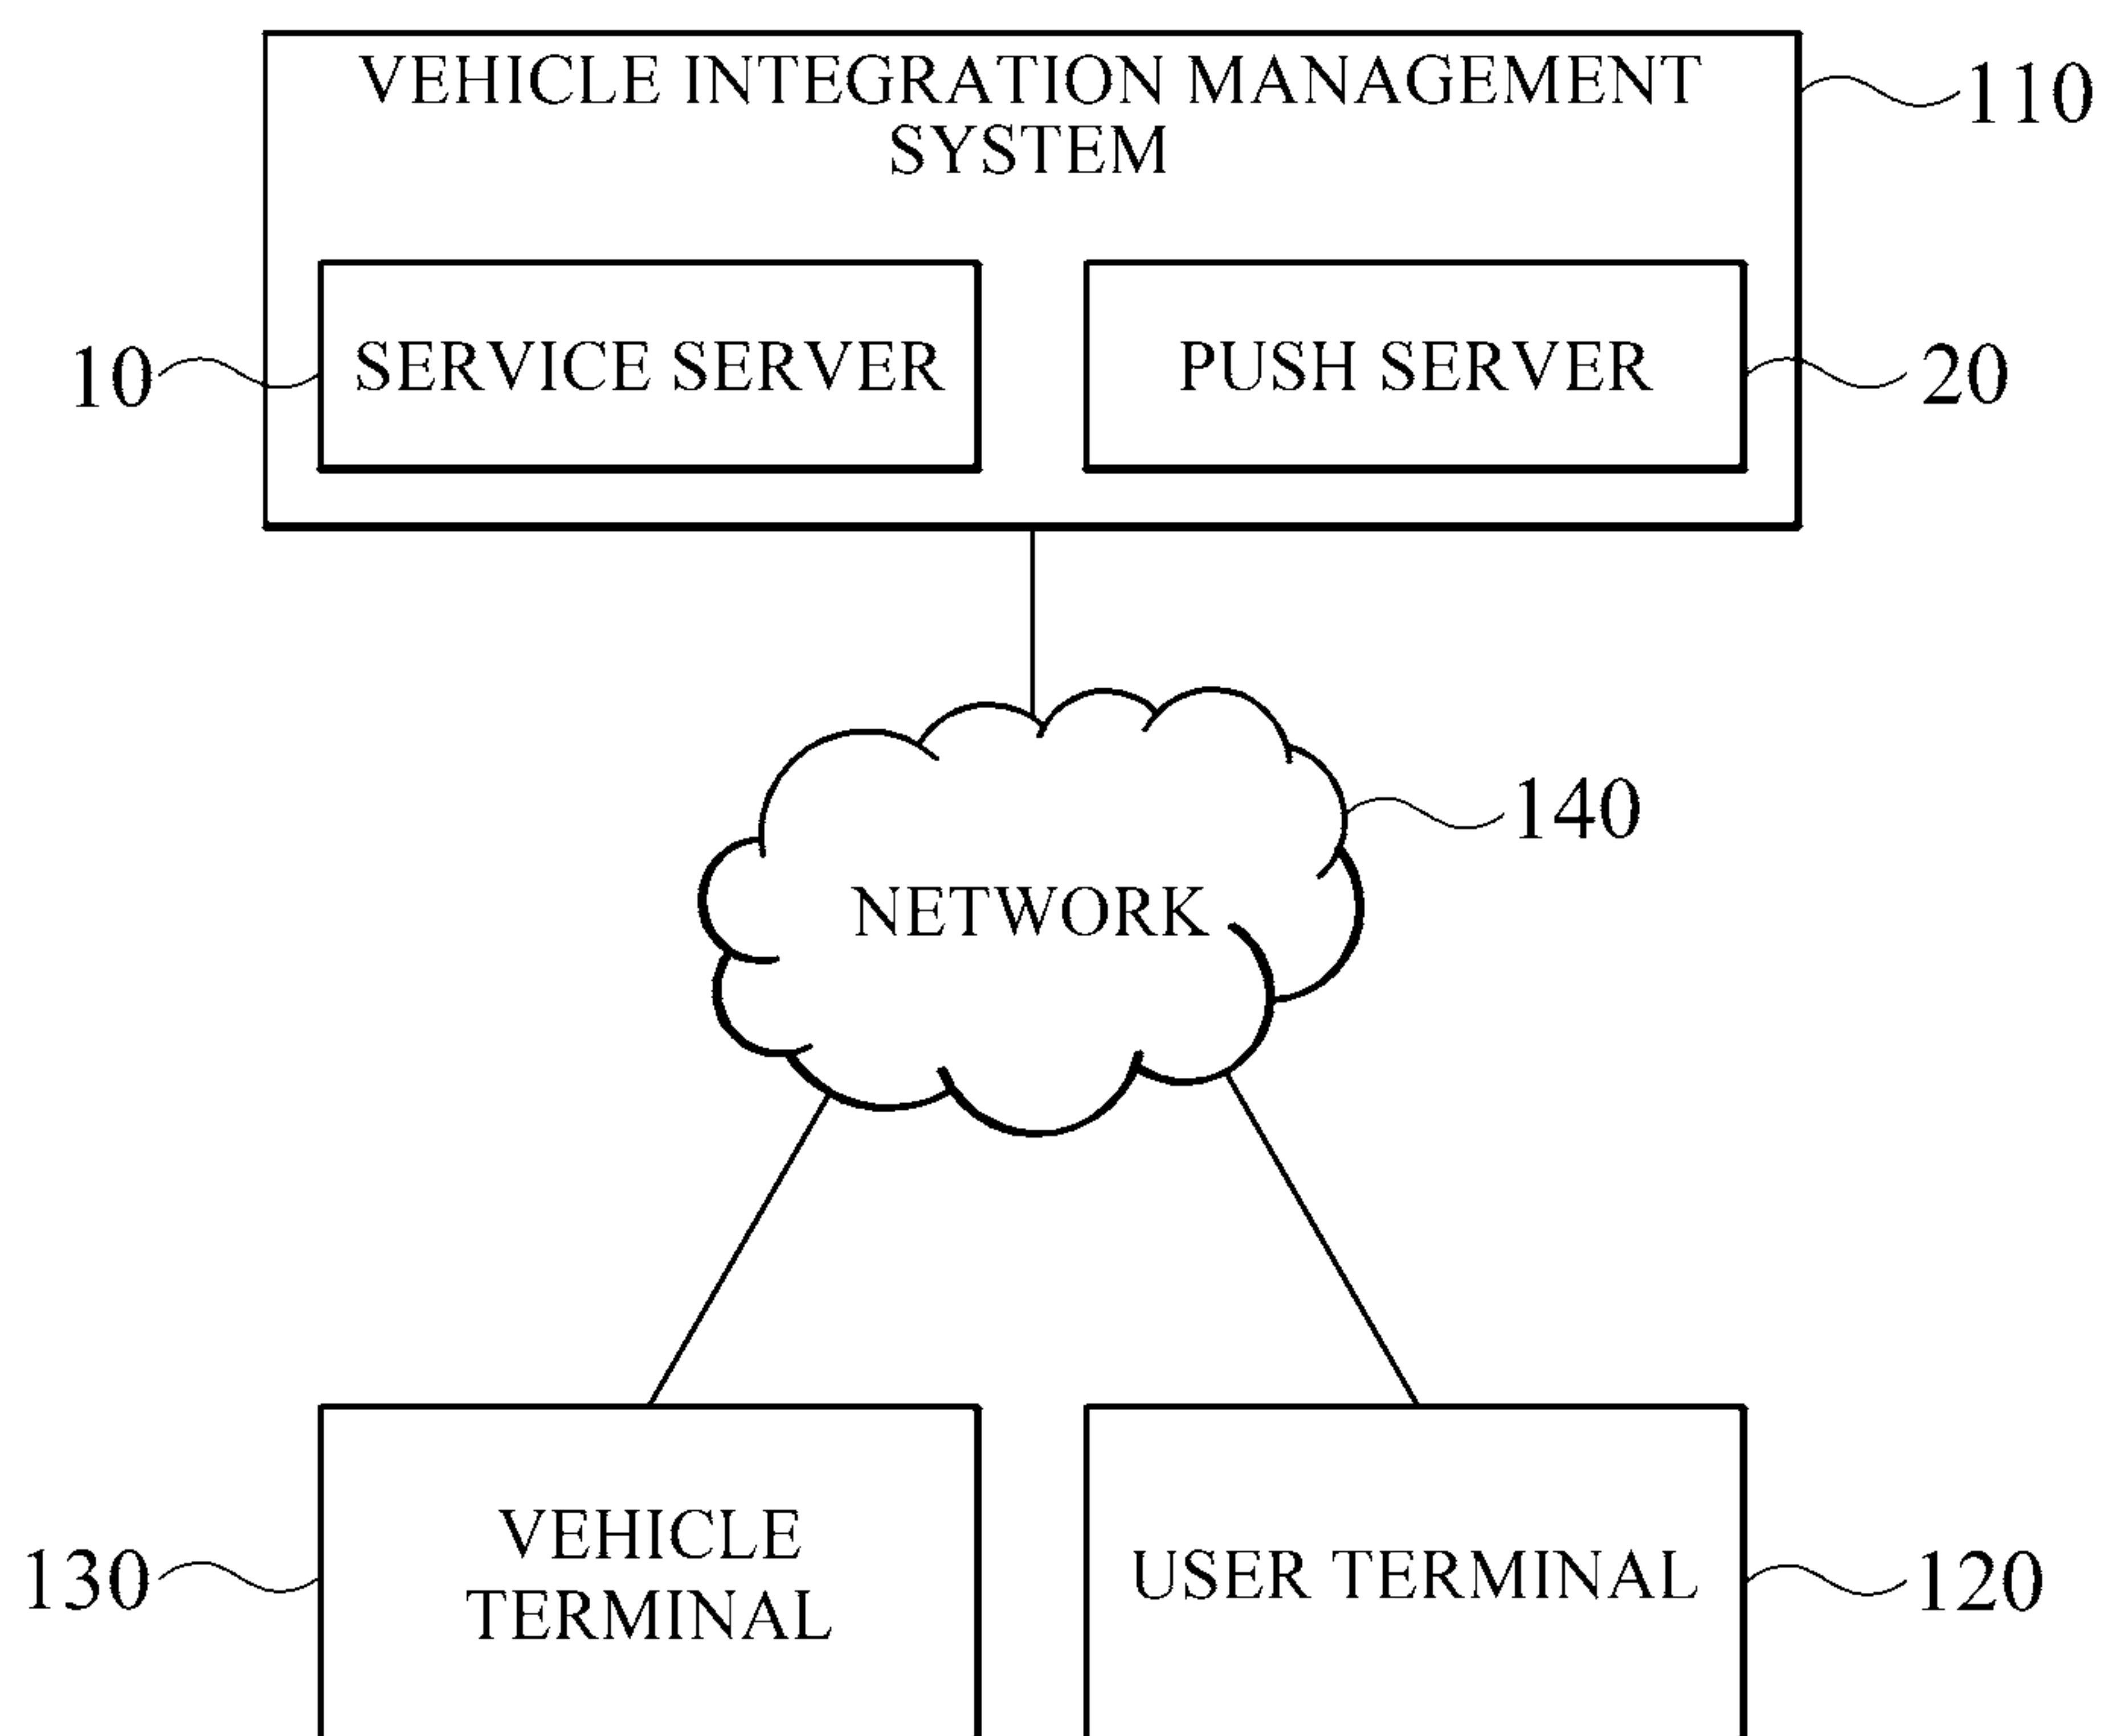 VEHICLE INTEGRATION MANAGEMENT
SYSTEM
110
10
SERVICE SERVER
PUSH SERVER
20
140
NETWORK
130
VEHICLE
TERMINAL
USER TERMINAL
120